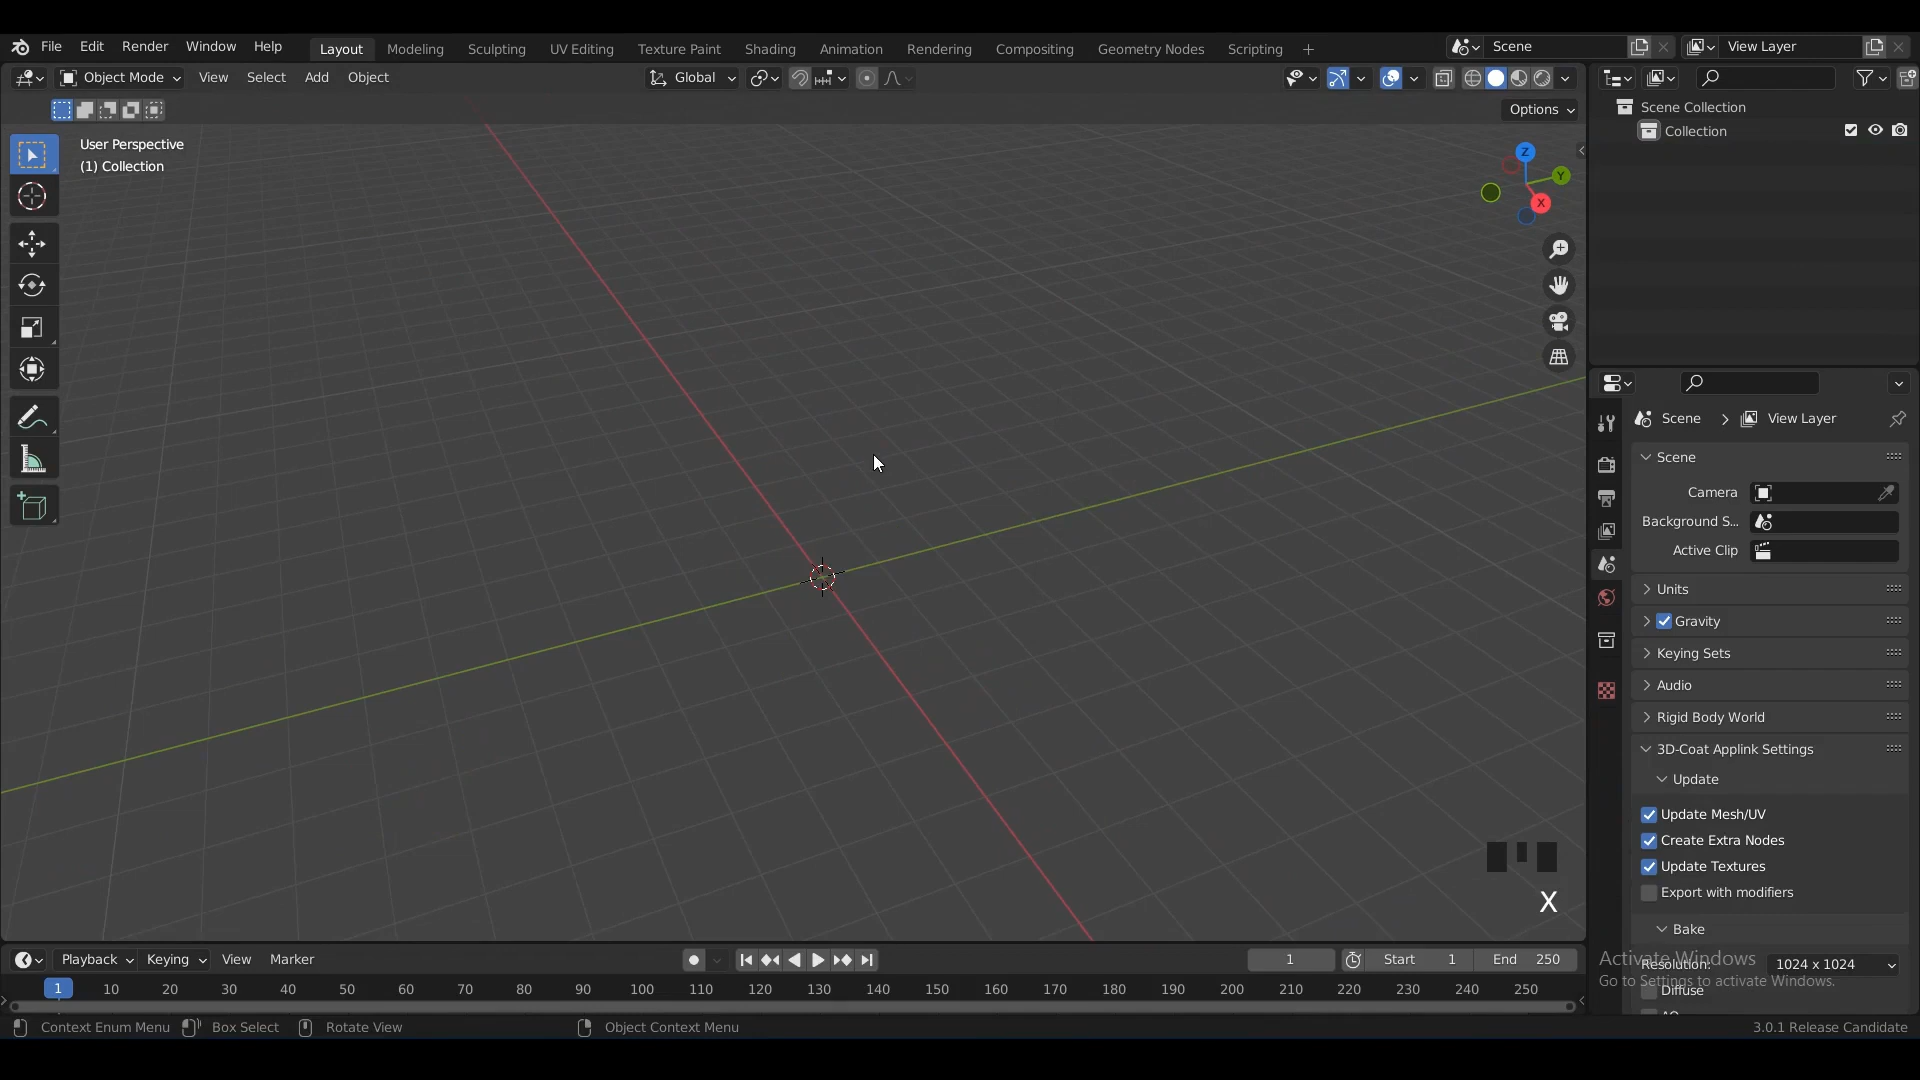 File Edit Render Window Help Layout Modeling Sculpting UV Editing Texture Paint Shading Animation Rendering Compositing Geometry Nodes Scripting Scene View Layer
Object Mode View Select Add Object Global
Options
User Perspective
(1) Collection
Z
Y
X
Scene Collection
Collection
Scene View Layer
Scene
Camera
Background S...
Active Clip
Units
Gravity
Keying Sets
Audio
Rigid Body World
3D-Coat Applink Settings
Update
Update Mesh/UV
Create Extra Nodes
Update Textures
Export with modifiers
Bake
Resolution: 1024 x 1024
Diffuse
AO
Activate Windows
Go to Settings to activate Windows.
X
Playback Keying View Marker 1 Start 1 End 250
1 10 20 30 40 50 60 70 80 90 100 110 120 130 140 150 160 170 180 190 200 210 220 230 240 250
Context Enum Menu Box Select Rotate View Object Context Menu 3.0.1 Release Candidate